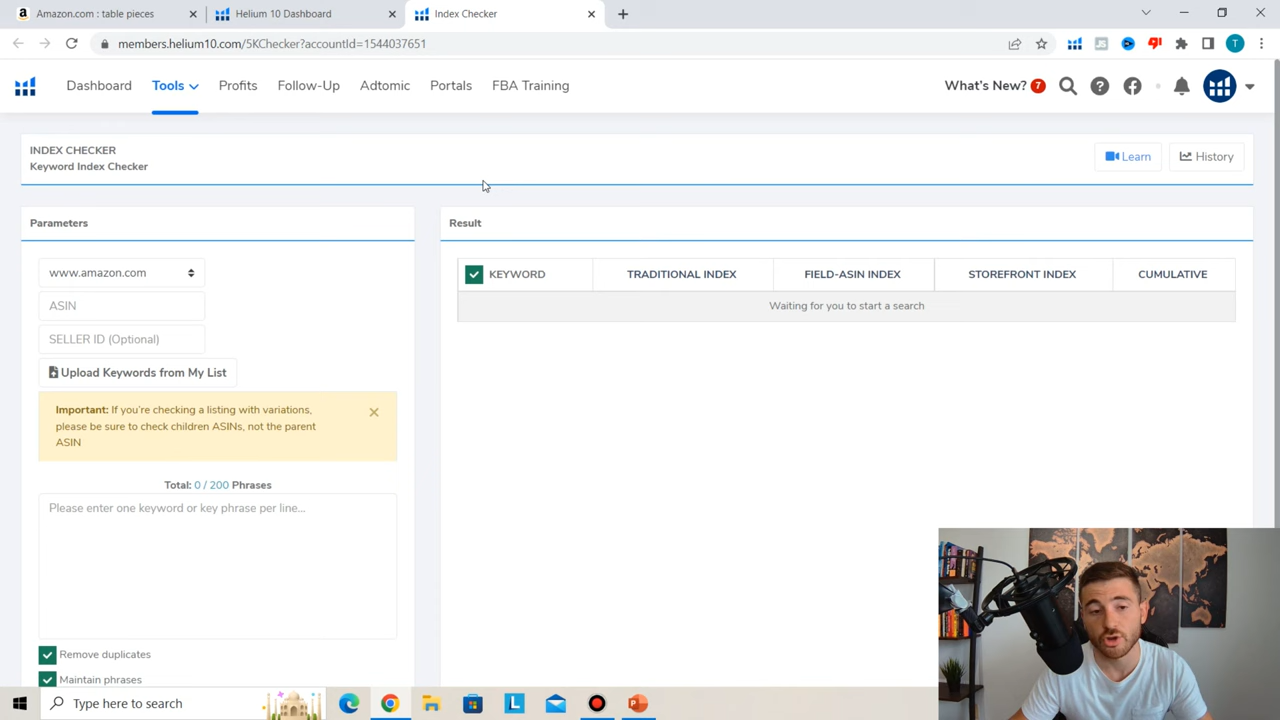 Amazon.com : table pieces
Helium 10 Dashboard
Index Checker
members.helium10.com/5KChecker?accountId=1544037651
Dashboard
Tools
Profits
Follow-Up
Adtomic
Portals
FBA Training
What's New? 7
INDEX CHECKER
Keyword Index Checker
Learn
History
Parameters
Result
www.amazon.com
ASIN
SELLER ID (Optional)
Upload Keywords from My List
Important: If you're checking a listing with variations,
please be sure to check children ASINs, not the parent
ASIN
Total: 0 / 200 Phrases
Please enter one keyword or key phrase per line...
Remove duplicates
Maintain phrases
KEYWORD
TRADITIONAL INDEX
FIELD-ASIN INDEX
STOREFRONT INDEX
CUMULATIVE
Waiting for you to start a search
Type here to search